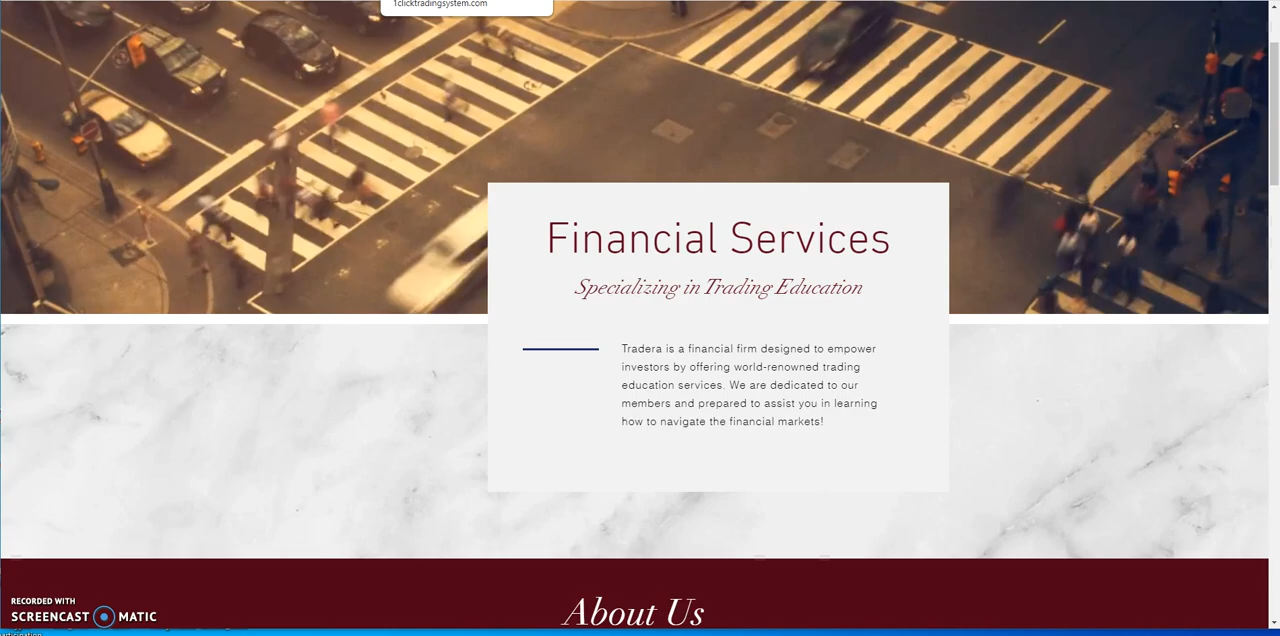 1clicktradingsystem.com
Financial Services
Specializing in Trading Education
Tradera is a financial firm designed to empower
investors by offering world-renowned trading
education services. We are dedicated to our
members and prepared to assist you in learning
how to navigate the financial markets!
About Us
RECORDED WITH
SCREENCAST MATIC